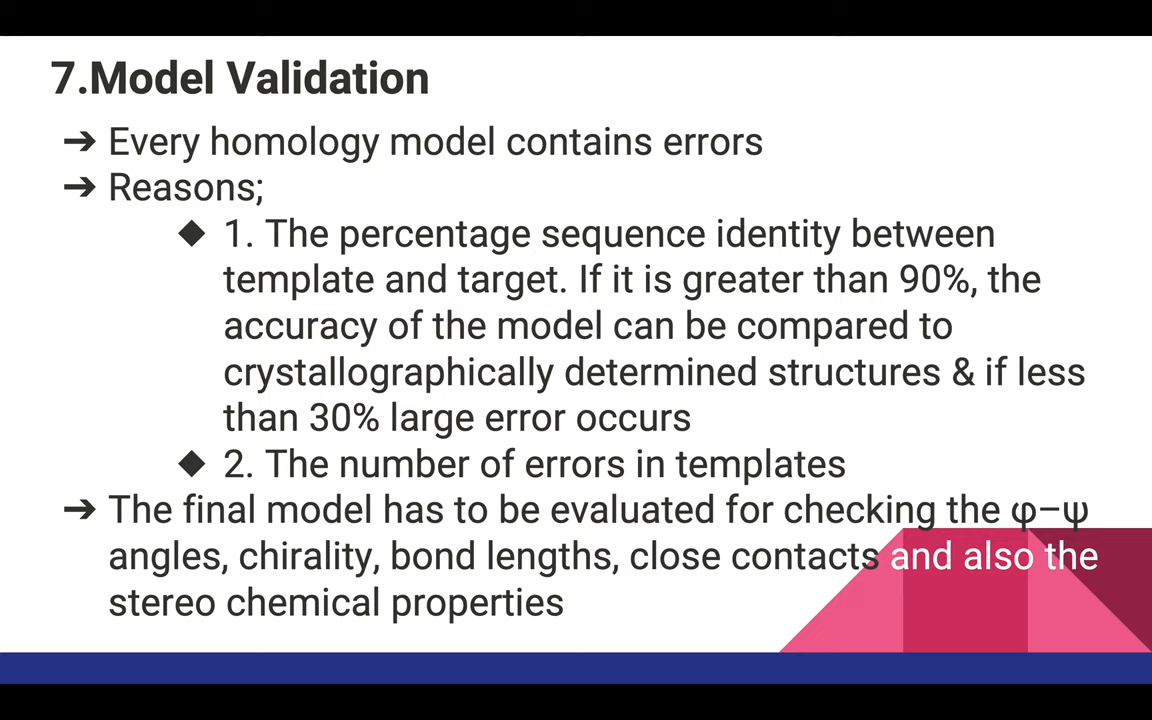 7.Model Validation
➔ Every homology model contains errors
➔ Reasons;
◆ 1. The percentage sequence identity between
template and target. If it is greater than 90%, the
accuracy of the model can be compared to
crystallographically determined structures & if less
than 30% large error occurs
◆ 2. The number of errors in templates
➔ The final model has to be evaluated for checking the φ–ψ
angles, chirality, bond lengths, close contacts and also the
stereo chemical properties